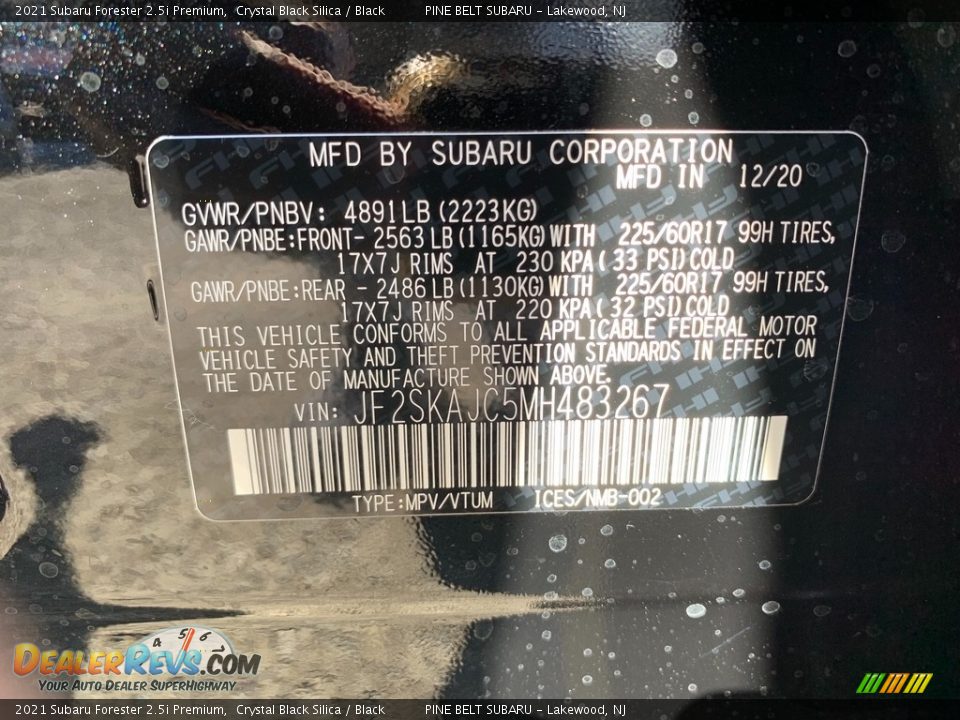 2021 Subaru Forester 2.5i Premium, Crystal Black Silica / Black PINE BELT SUBARU - Lakewood, NJ
MFD BY SUBARU CORPORATION
MFD IN 12/20
GVWR/PNBV: 4891LB (2223KG)
GAWR/PNBE:FRONT- 2563 LB (1165KG) WITH 225/60R17 99H TIRES,
17X7J RIMS AT 230 KPA ( 33 PSI) COLD
GAWR/PNBE:REAR - 2486 LB (1130KG) WITH 225/60R17 99H TIRES,
17X7J RIMS AT 220 KPA ( 32 PSI) COLD
THIS VEHICLE CONFORMS TO ALL APPLICABLE FEDERAL MOTOR
VEHICLE SAFETY AND THEFT PREVENTION STANDARDS IN EFFECT ON
THE DATE OF MANUFACTURE SHOWN ABOVE.
VIN: JF2SKAJC5MH483267
TYPE:MPV/VTUM ICES/NMB-002
4 5 6 7
DEALERREVS.COM
YOUR AUTO DEALER SUPERHIGHWAY
2021 Subaru Forester 2.5i Premium, Crystal Black Silica / Black PINE BELT SUBARU - Lakewood, NJ